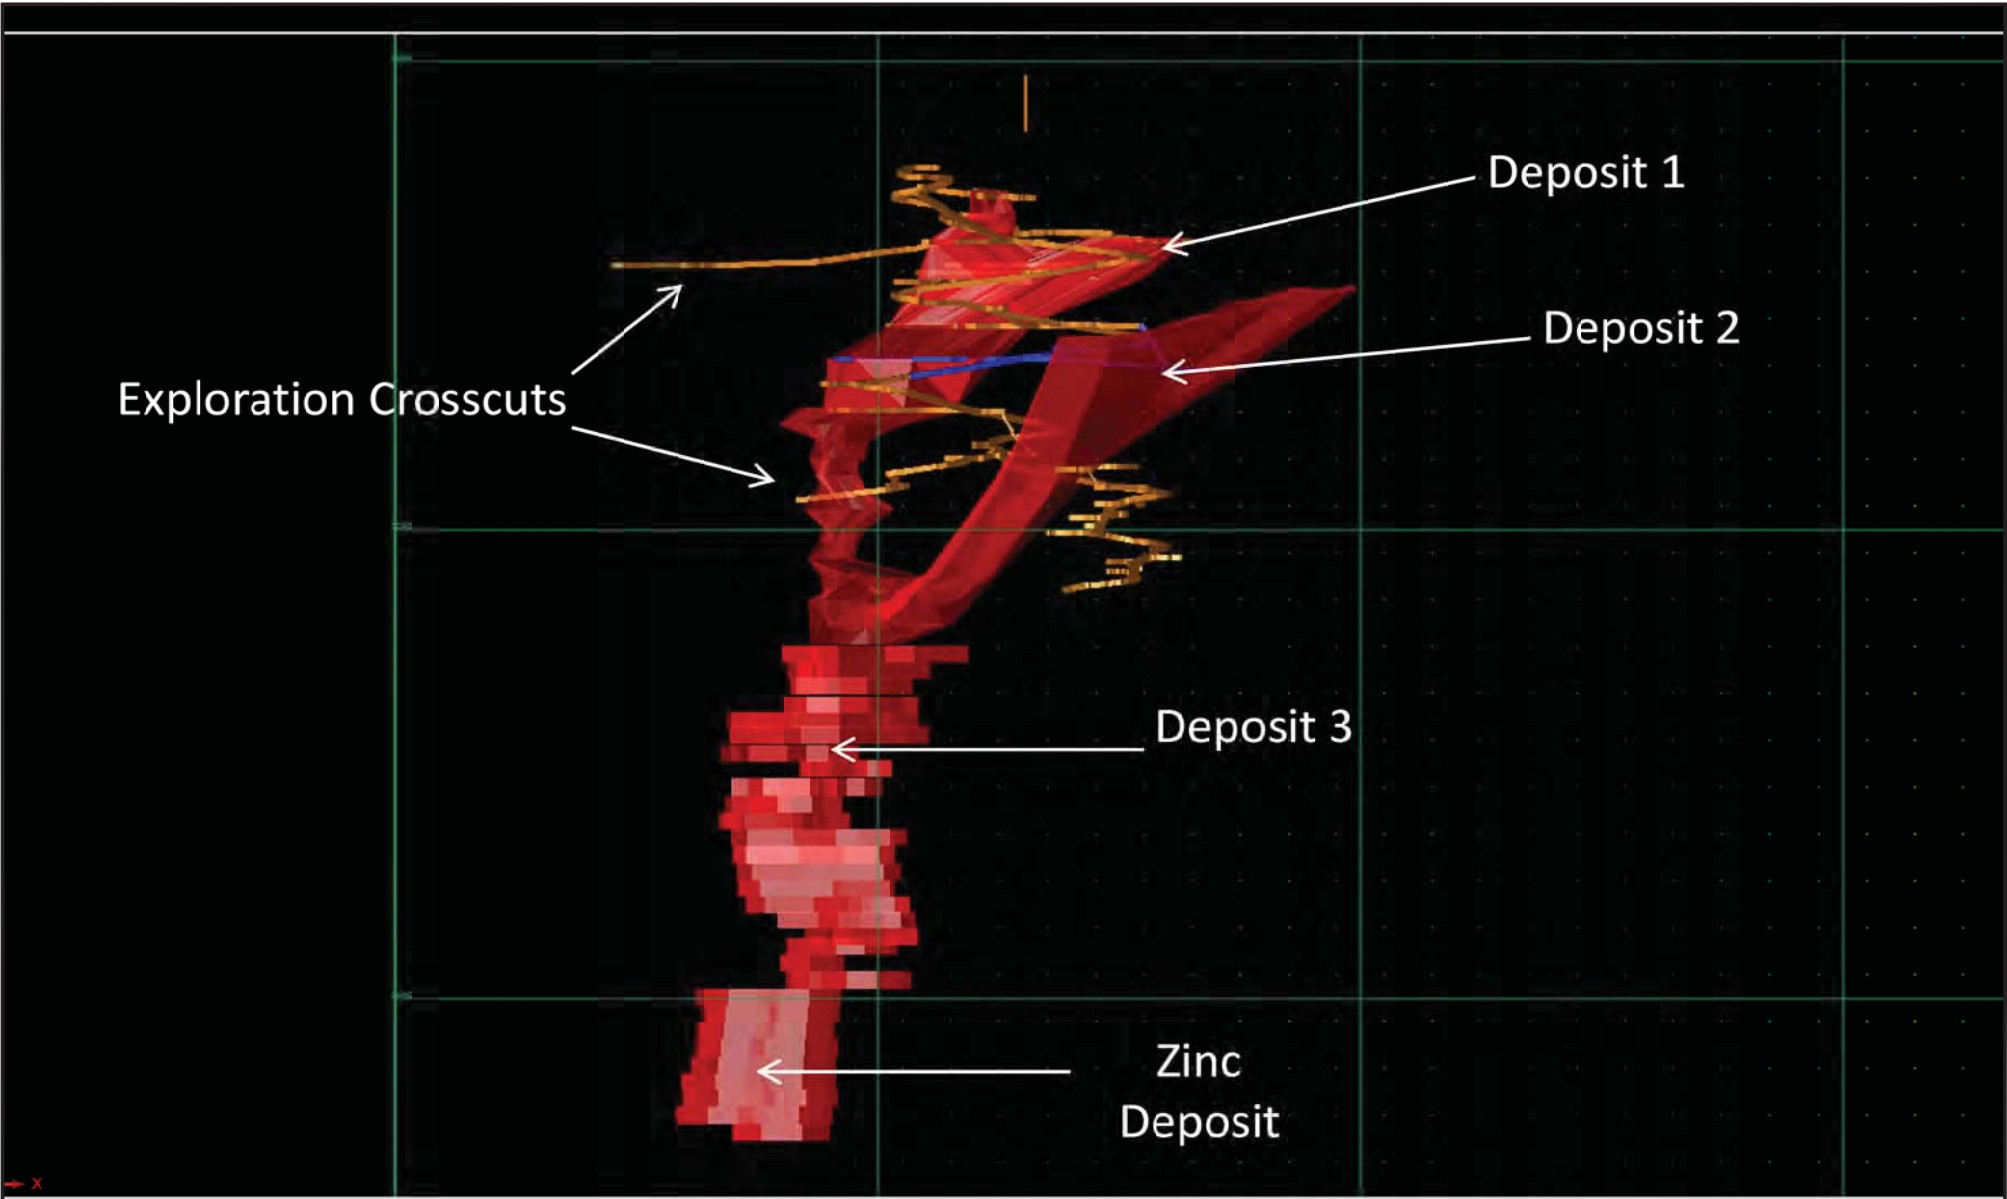 Deposit 1
Deposit 2
Exploration Crosscuts
Deposit 3
Zinc
Deposit
X